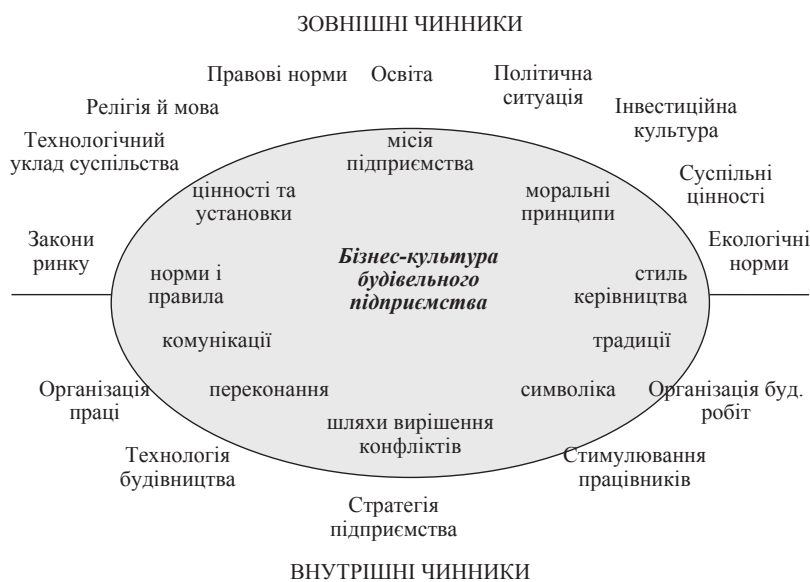 ЗОВНІШНІ ЧИННИКИ
Правові норми
Освіта
Політична
ситуація
Релігія й мова
Інвестиційна
культура
Технологічний
уклад суспільства
місія
підприємства
Суспільні
цінності
цінності та
установки
моральні
принципи
Закони
ринку
Екологічні
норми
норми і
правила
Бізнес-культура
будівельного
підприємства
стиль
керівництва
комунікації
традиції
Організація
праці
переконання
символіка
Організація буд.
робіт
шляхи вирішення
конфліктів
Технологія
будівництва
Стимулювання
працівників
Стратегія
підприємства
ВНУТРІШНІ ЧИННИКИ